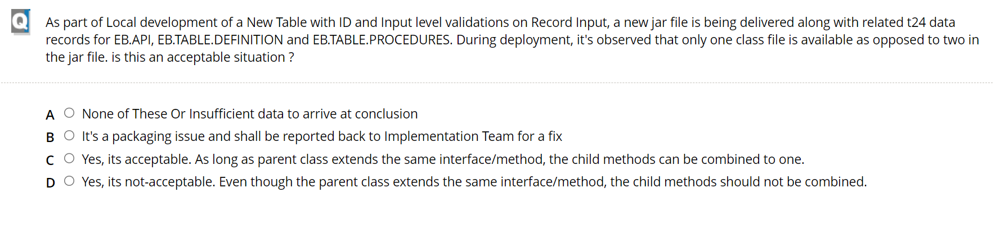 Q
As part of Local development of a New Table with ID and Input level validations on Record Input, a new jar file is being delivered along with related t24 data
records for EB.API, EB.TABLE.DEFINITION and EB.TABLE.PROCEDURES. During deployment, it's observed that only one class file is available as opposed to two in
the jar file. is this an acceptable situation ?
A None of These Or Insufficient data to arrive at conclusion
B It's a packaging issue and shall be reported back to Implementation Team for a fix
C Yes, its acceptable. As long as parent class extends the same interface/method, the child methods can be combined to one.
D Yes, its not-acceptable. Even though the parent class extends the same interface/method, the child methods should not be combined.